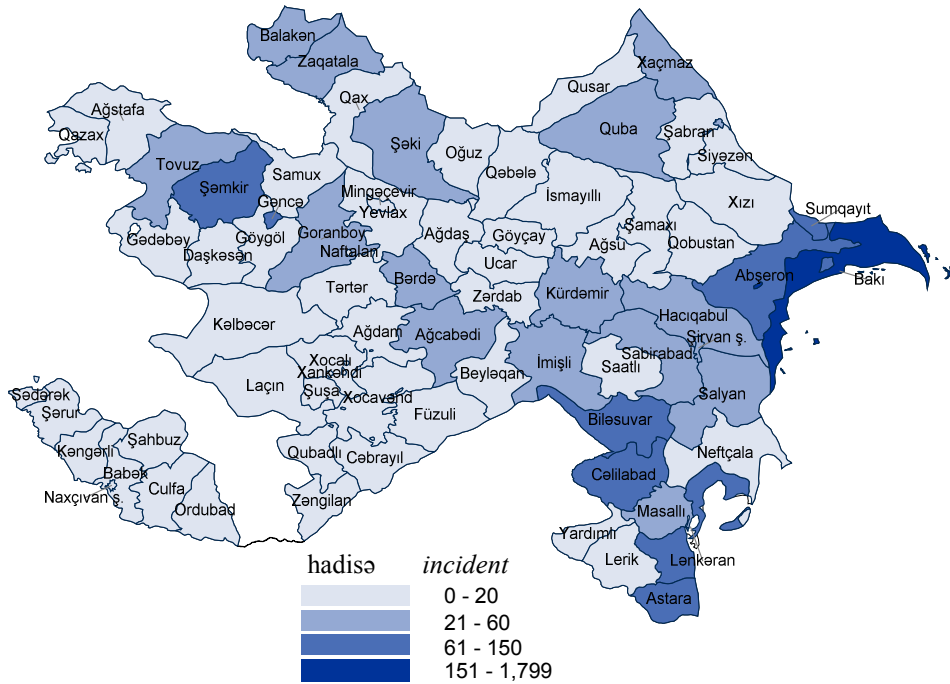 Balakən
Zaqatala
Xaçmaz
Qax
Qusar
Ağstafa
Qazax
Quba
Şabran
Şəki
Oğuz
Siyəzən
Tovuz
Samux
Qəbələ
Şəmkir
Mingəçevir
İsmayıllı
Xızı
Gəncə
Yevlax
Sumqayıt
Goranboy
Ağdaş
Göyçay
Şamaxı
Gədəbəy
Göygöl
Naftalan
Ağsu
Qobustan
Daşkəsən
Ucar
Abşeron
Bakı
Bərdə
Tərtər
Zərdab
Kürdəmir
Kəlbəcər
Ağdam
Ağcabədi
Hacıqabul
Şirvan ş.
Xocalı
İmişli
Sabirabad
Xankəndi
Beyləqan
Saatlı
Laçın
Şuşa
Xocavənd
Salyan
Sədərək
Şərur
Füzuli
Biləsuvar
Şahbuz
Kəngərli
Qubadlı
Cəbrayıl
Neftçala
Babək
Cəlilabad
Culfa
Naxçıvan ş.
Zəngilan
Ordubad
Masallı
Yardımlı
Lerik
Lənkəran
Astara
hadisə incident
0 - 20
21 - 60
61 - 150
151 - 1,799